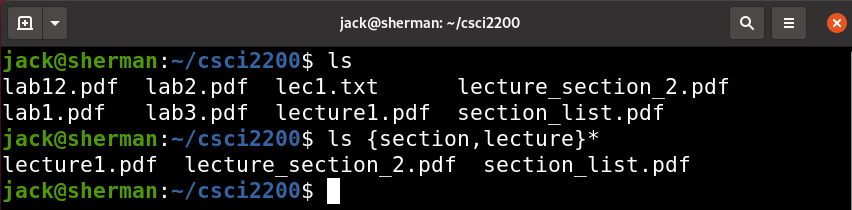 jack@sherman: ~/csci2200
jack@sherman:~/csci2200$ ls
lab12.pdf  lab2.pdf  lec1.txt      lecture_section_2.pdf
lab1.pdf   lab3.pdf  lecture1.pdf  section_list.pdf
jack@sherman:~/csci2200$ ls {section,lecture}*
lecture1.pdf  lecture_section_2.pdf  section_list.pdf
jack@sherman:~/csci2200$